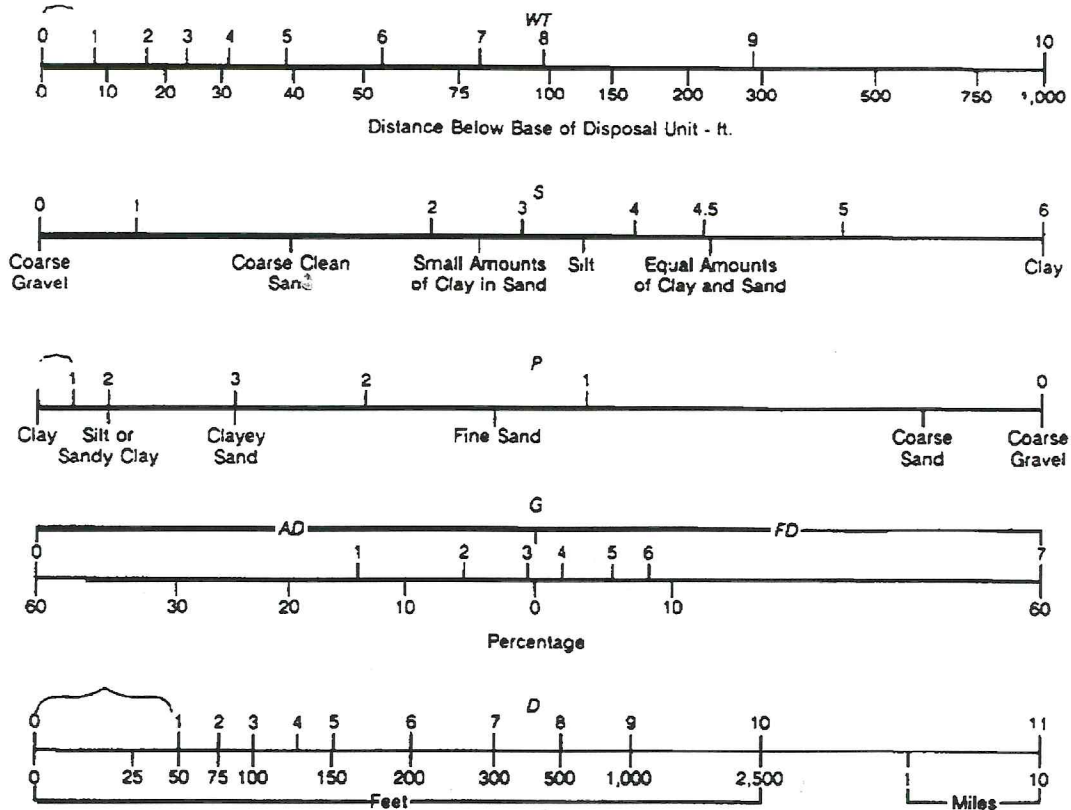 WT
0 1 2 3 4 5 6 7 8 9 10
0 10 20 30 40 50 75 100 150 200 300 500 750 1,000
Distance Below Base of Disposal Unit - ft.
S
0 1 2 3 4 4.5 5 6
Coarse Coarse Clean Small Amounts Silt Equal Amounts Clay
Gravel Sand of Clay in Sand of Clay and Sand
P
1 2 3 2 1 0
Clay Silt or Clayey Fine Sand Coarse Coarse
Sandy Clay Sand Sand Gravel
G
AD FD
0 1 2 3 4 5 6 7
60 30 20 10 0 10 60
Percentage
D
0 1 2 3 4 5 6 7 8 9 10 11
0 25 50 75 100 150 200 300 500 1,000 2,500 1 10
Feet Miles